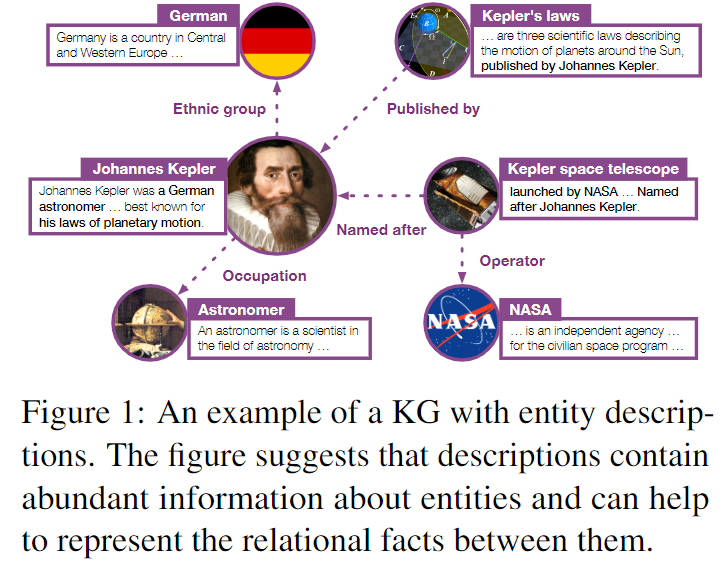 German
Germany is a country in Central
and Western Europe …
Kepler's laws
… are three scientific laws describing
the motion of planets around the Sun,
published by Johannes Kepler.
Ethnic group
Published by
Johannes Kepler
Johannes Kepler was a German
astronomer … best known for
his laws of planetary motion.
Kepler space telescope
launched by NASA … Named
after Johannes Kepler.
Named after
Occupation
Operator
Astronomer
An astronomer is a scientist in
the field of astronomy …
NASA
NASA
… is an independent agency …
for the civilian space program …
Figure 1: An example of a KG with entity descrip-
tions. The figure suggests that descriptions contain
abundant information about entities and can help
to represent the relational facts between them.